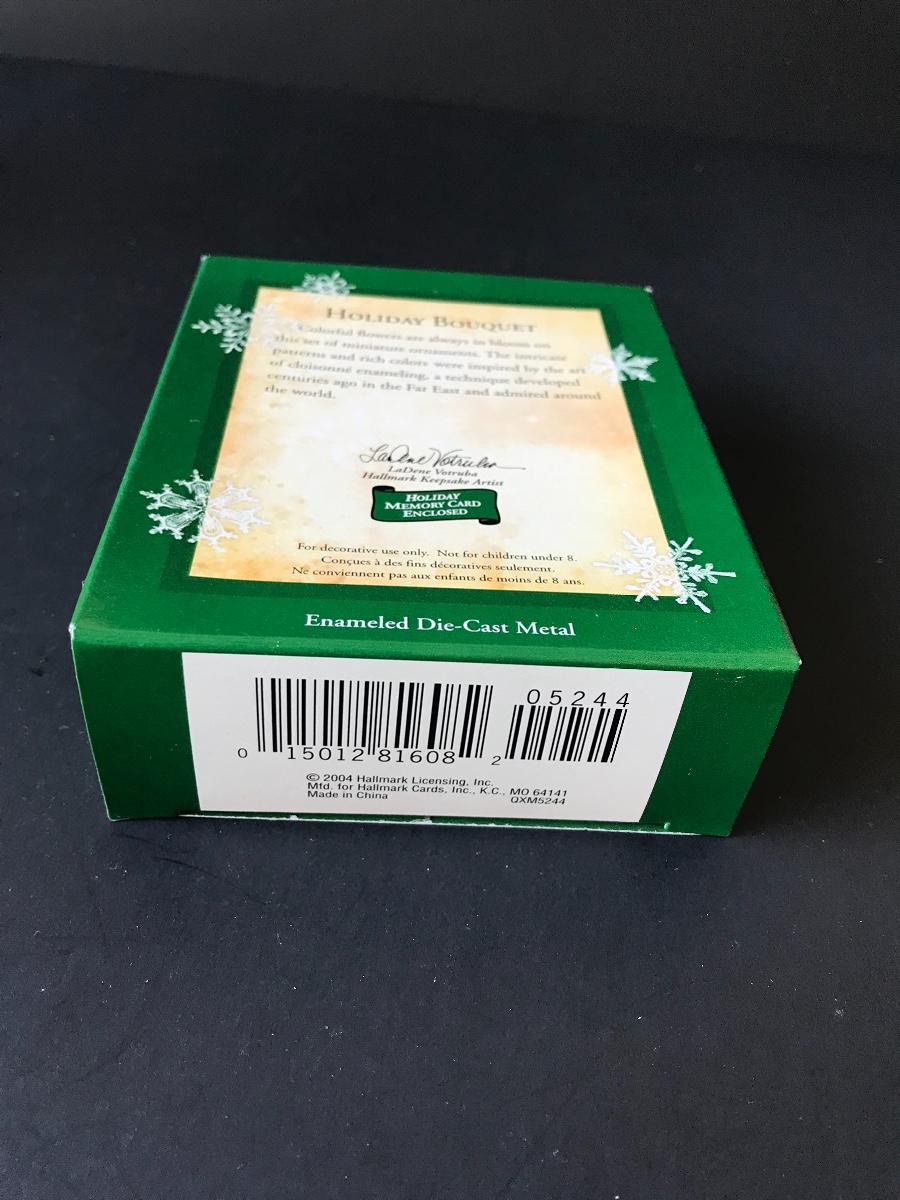 HOLIDAY BOUQUET
Colorful flowers are always in bloom on
this set of miniature ornaments. The intricate
patterns and rich colors were inspired by the art
of cloisonné enameling, a technique developed
centuries ago in the Far East and admired around
the world.
LaDene Votruba
LaDene Votruba
Hallmark Keepsake Artist
HOLIDAY
MEMORY CARD
ENCLOSED
For decorative use only. Not for children under 8.
Conçues à des fins décoratives seulement.
Ne conviennent pas aux enfants de moins de 8 ans.
Enameled Die-Cast Metal
05244
0 15012 81608 2
© 2004 Hallmark Licensing, Inc.
Mfd. for Hallmark Cards, Inc., K.C., MO 64141
Made in China QXM5244